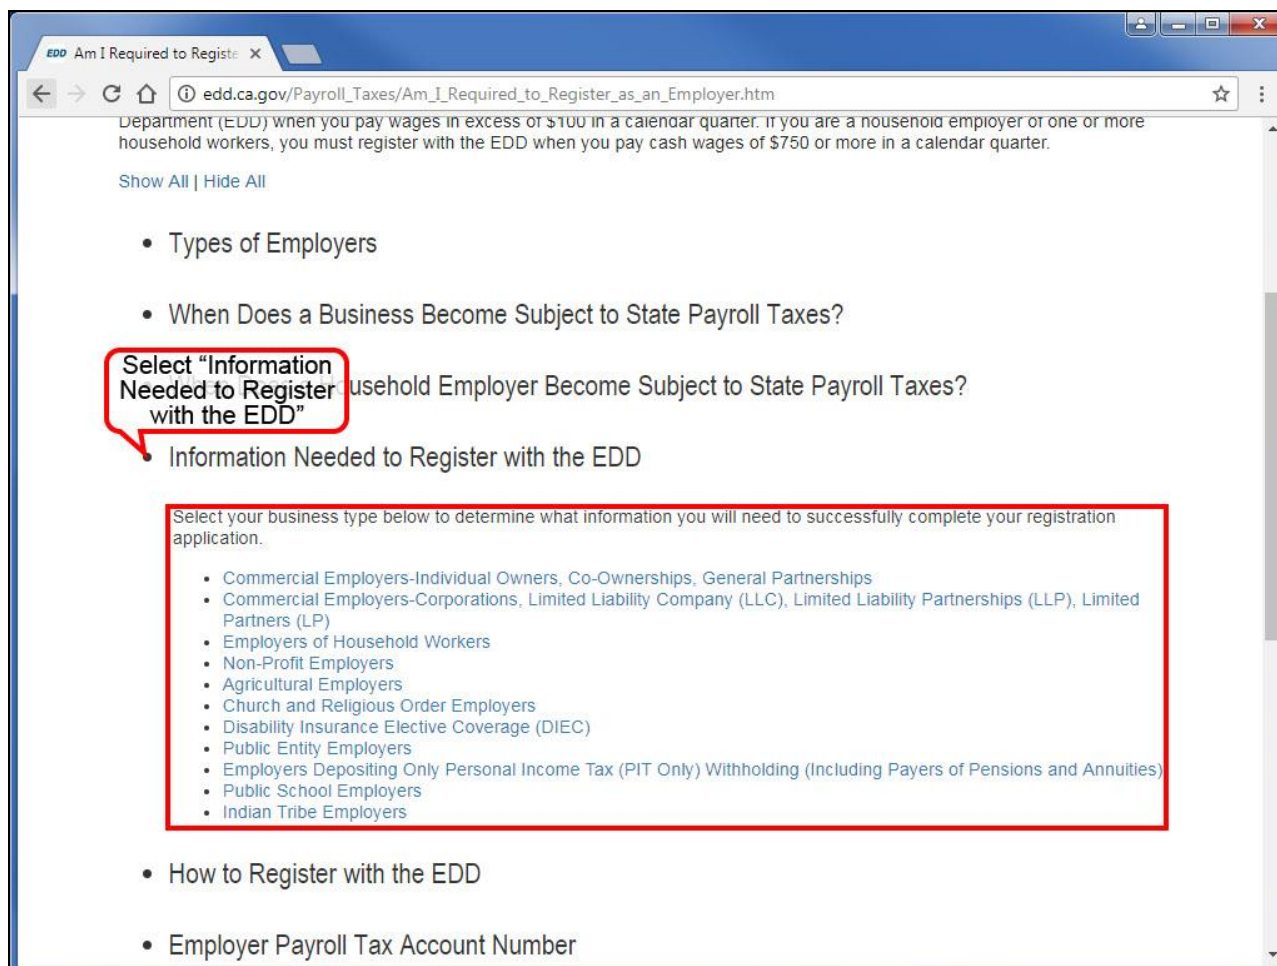 EDD Am I Required to Registe
edd.ca.gov/Payroll_Taxes/Am_I_Required_to_Register_as_an_Employer.htm
Department (EDD) when you pay wages in excess of $100 in a calendar quarter. If you are a household employer of one or more
household workers, you must register with the EDD when you pay cash wages of $750 or more in a calendar quarter.
Show All | Hide All
• Types of Employers
• When Does a Business Become Subject to State Payroll Taxes?
Select “Information
Needed to Register
with the EDD”
When Does a Household Employer Become Subject to State Payroll Taxes?
• Information Needed to Register with the EDD
Select your business type below to determine what information you will need to successfully complete your registration
application.
• Commercial Employers-Individual Owners, Co-Ownerships, General Partnerships
• Commercial Employers-Corporations, Limited Liability Company (LLC), Limited Liability Partnerships (LLP), Limited
Partners (LP)
• Employers of Household Workers
• Non-Profit Employers
• Agricultural Employers
• Church and Religious Order Employers
• Disability Insurance Elective Coverage (DIEC)
• Public Entity Employers
• Employers Depositing Only Personal Income Tax (PIT Only) Withholding (Including Payers of Pensions and Annuities)
• Public School Employers
• Indian Tribe Employers
• How to Register with the EDD
• Employer Payroll Tax Account Number